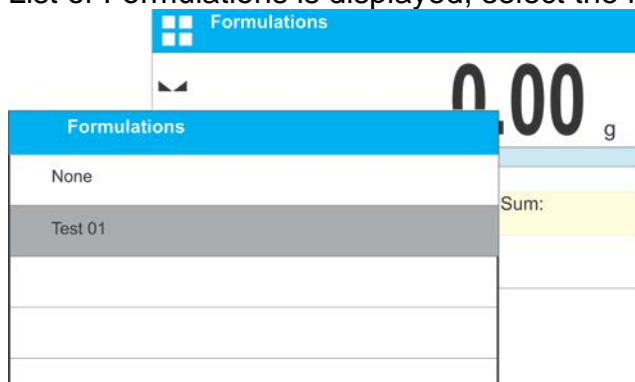 List of Formulations is displayed, select the
Formulations
0.00 g
Formulations
None
Sum:
Test 01